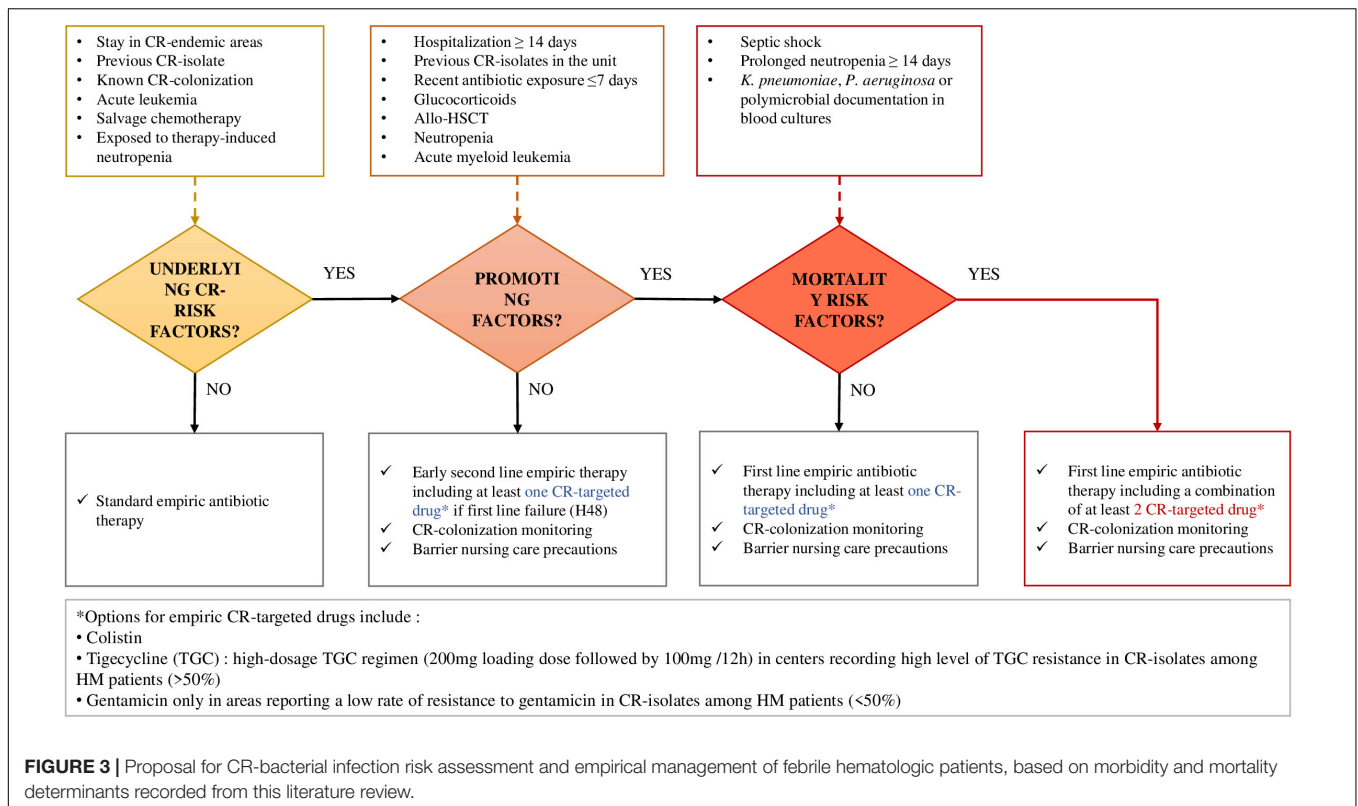 • Stay in CR-endemic areas
• Previous CR-isolate
• Known CR-colonization
• Acute leukemia
• Salvage chemotherapy
• Exposed to therapy-induced
neutropenia
• Hospitalization ≥ 14 days
• Previous CR-isolates in the unit
• Recent antibiotic exposure ≤7 days
• Glucocorticoids
• Allo-HSCT
• Neutropenia
• Acute myeloid leukemia
• Septic shock
• Prolonged neutropenia ≥ 14 days
• K. pneumoniae, P. aeruginosa or
polymicrobial documentation in
blood cultures
UNDERLYI
NG CR-
RISK
FACTORS?
YES
PROMOTI
NG
FACTORS?
YES
MORTALIT
Y RISK
FACTORS?
YES
NO
NO
NO
✓ Standard empiric antibiotic
therapy
✓ Early second line empiric therapy
including at least one CR-targeted
drug* if first line failure (H48)
✓ CR-colonization monitoring
✓ Barrier nursing care precautions
✓ First line empiric antibiotic
therapy including at least one CR-
targeted drug*
✓ CR-colonization monitoring
✓ Barrier nursing care precautions
✓ First line empiric antibiotic
therapy including a combination
of at least 2 CR-targeted drug*
✓ CR-colonization monitoring
✓ Barrier nursing care precautions
*Options for empiric CR-targeted drugs include :
• Colistin
• Tigecycline (TGC) : high-dosage TGC regimen (200mg loading dose followed by 100mg /12h) in centers recording high level of TGC resistance in CR-isolates among
HM patients (>50%)
• Gentamicin only in areas reporting a low rate of resistance to gentamicin in CR-isolates among HM patients (<50%)
FIGURE 3 | Proposal for CR-bacterial infection risk assessment and empirical management of febrile hematologic patients, based on morbidity and mortality
determinants recorded from this literature review.